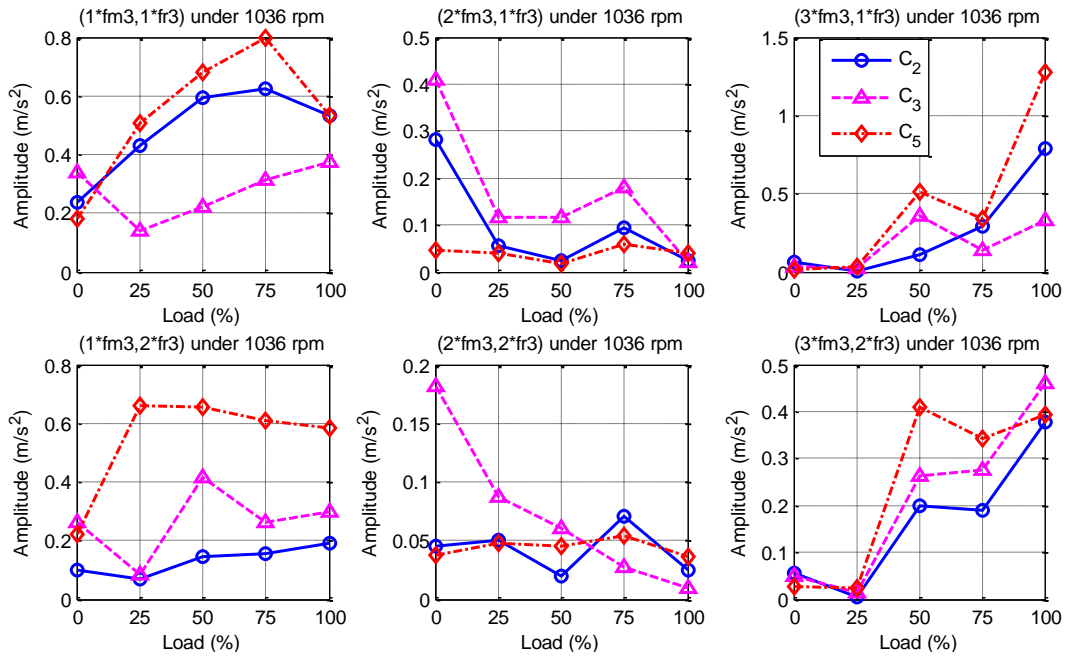 (1*fm3,1*fr3) under 1036 rpm
Amplitude (m/s²)
0.8
0.6
0.4
0.2
0
0 25 50 75 100
Load (%)
(2*fm3,1*fr3) under 1036 rpm
Amplitude (m/s²)
0.5
0.4
0.3
0.2
0.1
0
0 25 50 75 100
Load (%)
(3*fm3,1*fr3) under 1036 rpm
Amplitude (m/s²)
1.5
1
0.5
0
C₂
C₃
C₅
0 25 50 75 100
Load (%)
(1*fm3,2*fr3) under 1036 rpm
Amplitude (m/s²)
0.8
0.6
0.4
0.2
0
0 25 50 75 100
Load (%)
(2*fm3,2*fr3) under 1036 rpm
Amplitude (m/s²)
0.2
0.15
0.1
0.05
0
0 25 50 75 100
Load (%)
(3*fm3,2*fr3) under 1036 rpm
Amplitude (m/s²)
0.5
0.4
0.3
0.2
0.1
0
0 25 50 75 100
Load (%)